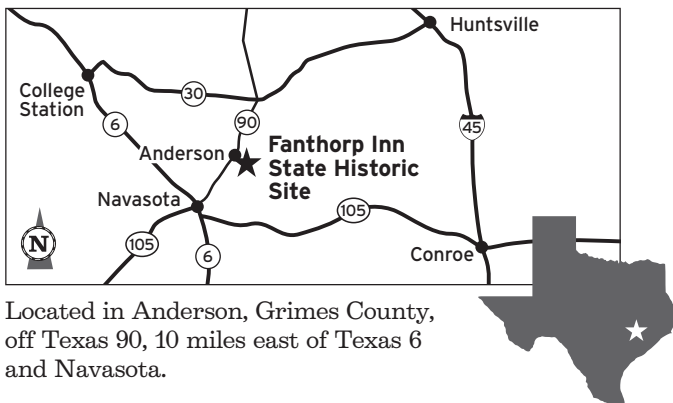 Huntsville
College
Station
30
6
90
45
Anderson
Fanthorp Inn
State Historic
Site
Navasota
105
105
6
Conroe
N
Located in Anderson, Grimes County,
off Texas 90, 10 miles east of Texas 6
and Navasota.